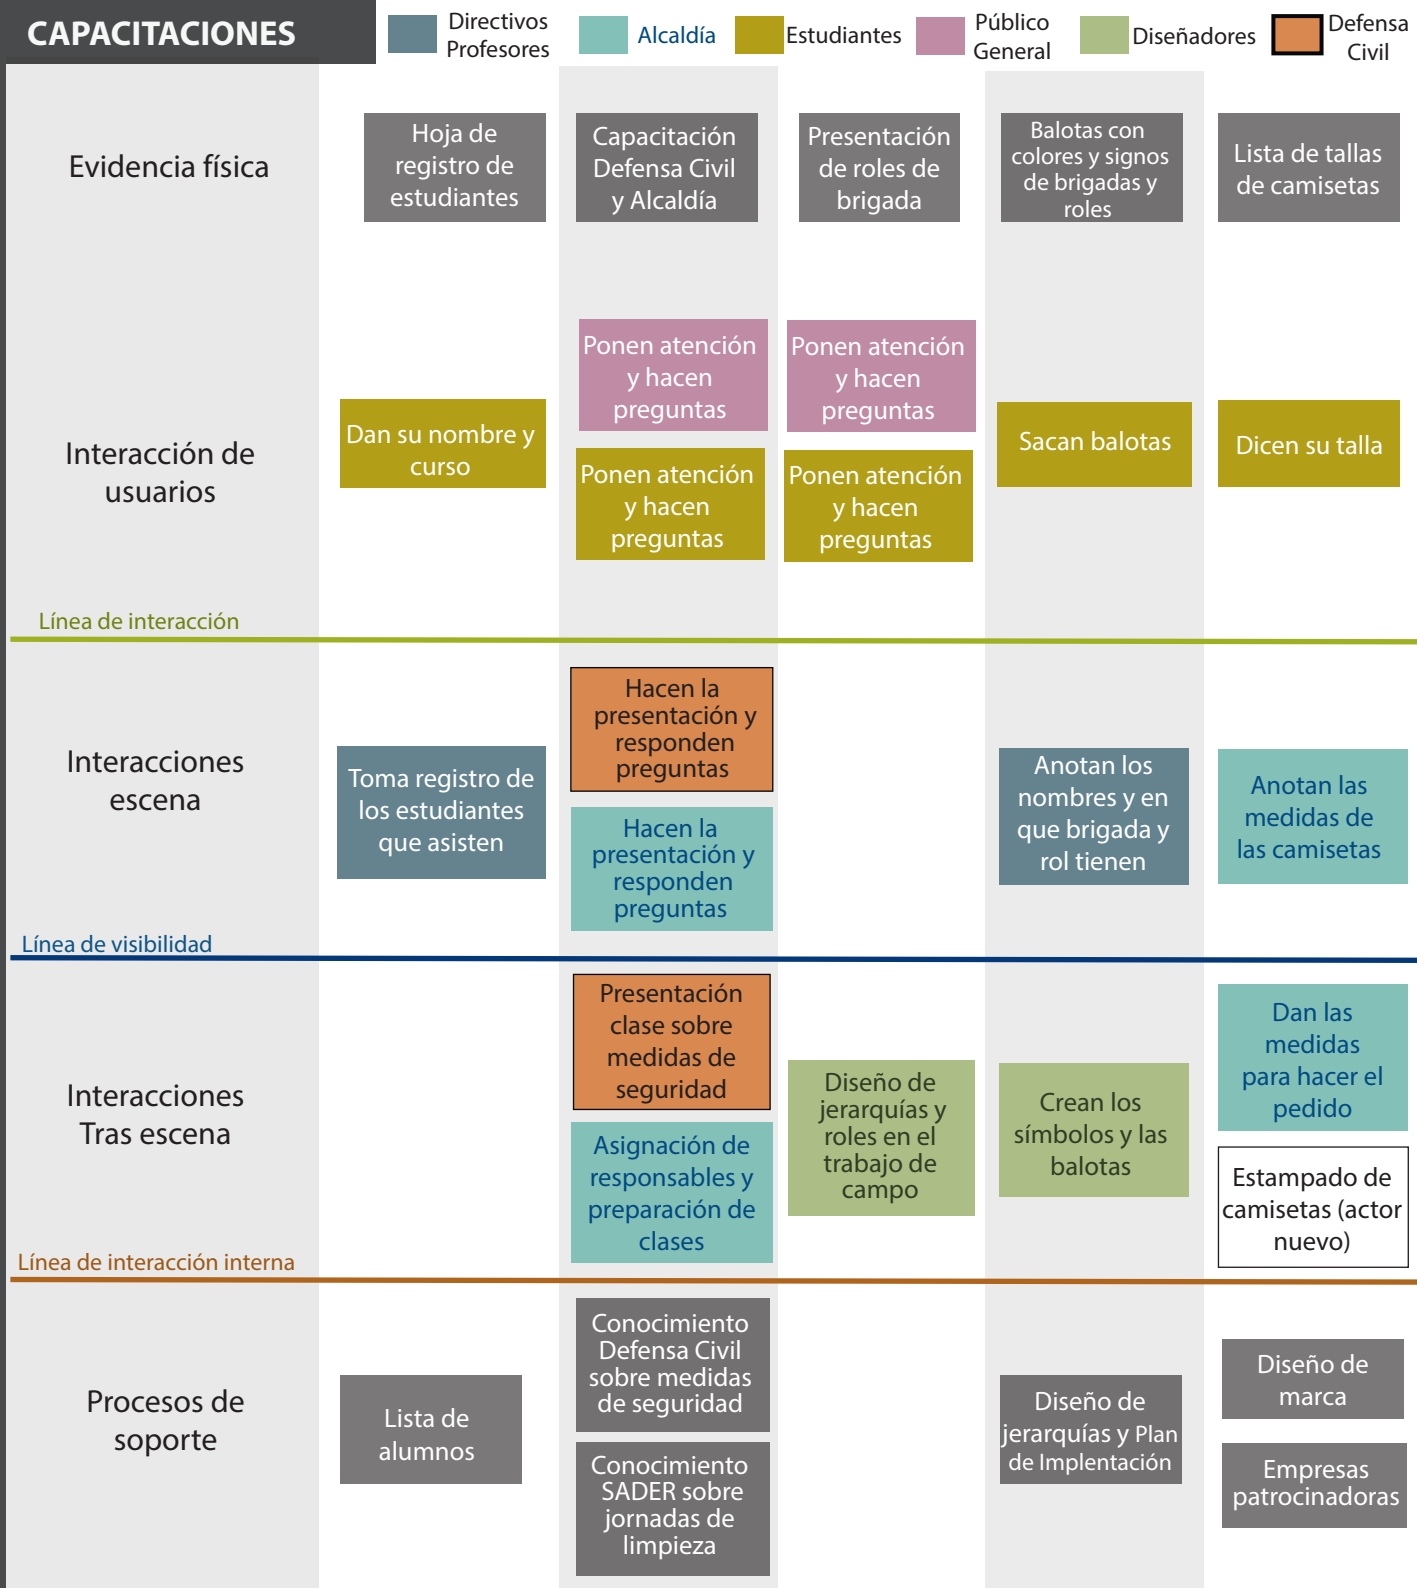 CAPACITACIONES
Directivos
Profesores
Alcaldía
Estudiantes
Público
General
Diseñadores
Defensa
Civil
Evidencia física
Hoja de
registro de
estudiantes
Capacitación
Defensa Civil
y Alcaldía
Presentación
de roles de
brigada
Balotas con
colores y signos
de brigadas y
roles
Lista de tallas
de camisetas
Interacción de
usuarios
Dan su nombre y
curso
Ponen atención
y hacen
preguntas
Ponen atención
y hacen
preguntas
Ponen atención
y hacen
preguntas
Ponen atención
y hacen
preguntas
Sacan balotas
Dicen su talla
Línea de interacción
Interacciones
escena
Toma registro de
los estudiantes
que asisten
Hacen la
presentación y
responden
preguntas
Hacen la
presentación y
responden
preguntas
Anotan los
nombres y en
que brigada y
rol tienen
Anotan las
medidas de
las camisetas
Línea de visibilidad
Interacciones
Tras escena
Presentación
clase sobre
medidas de
seguridad
Asignación de
responsables y
preparación de
clases
Diseño de
jerarquías y
roles en el
trabajo de
campo
Crean los
símbolos y las
balotas
Dan las
medidas
para hacer el
pedido
Estampado de
camisetas (actor
nuevo)
Línea de interacción interna
Procesos de
soporte
Lista de
alumnos
Conocimiento
Defensa Civil
sobre medidas
de seguridad
Conocimiento
SADER sobre
jornadas de
limpieza
Diseño de
jerarquías y Plan
de Implentación
Diseño de
marca
Empresas
patrocinadoras